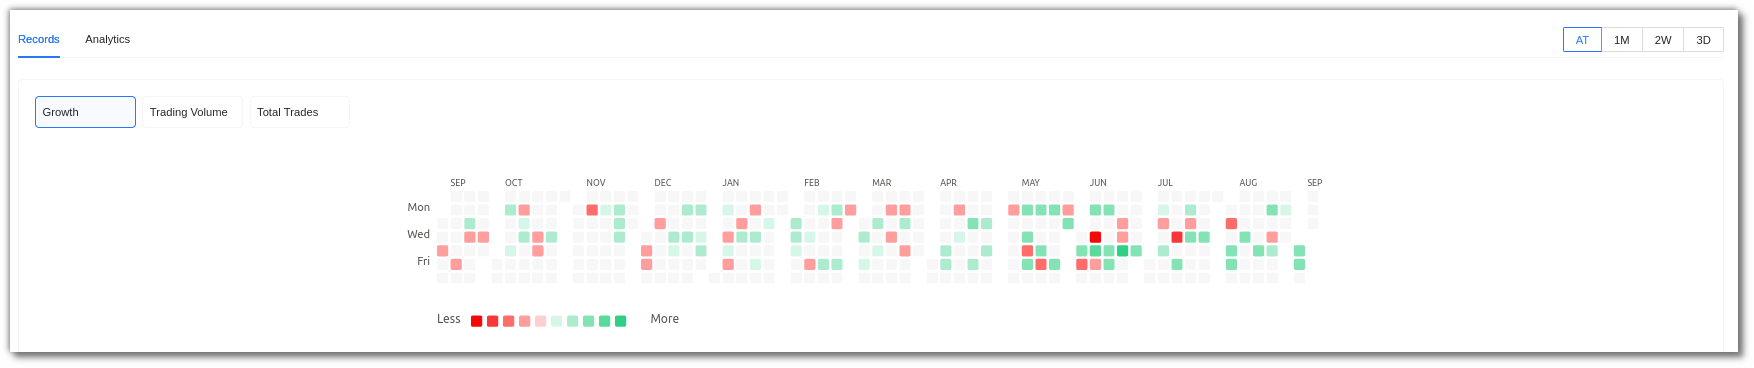 Records Analytics AT 1M 2W 3D
Growth Trading Volume Total Trades
SEP OCT NOV DEC JAN FEB MAR APR MAY JUN JUL AUG SEP
Mon
Wed
Fri
Less More